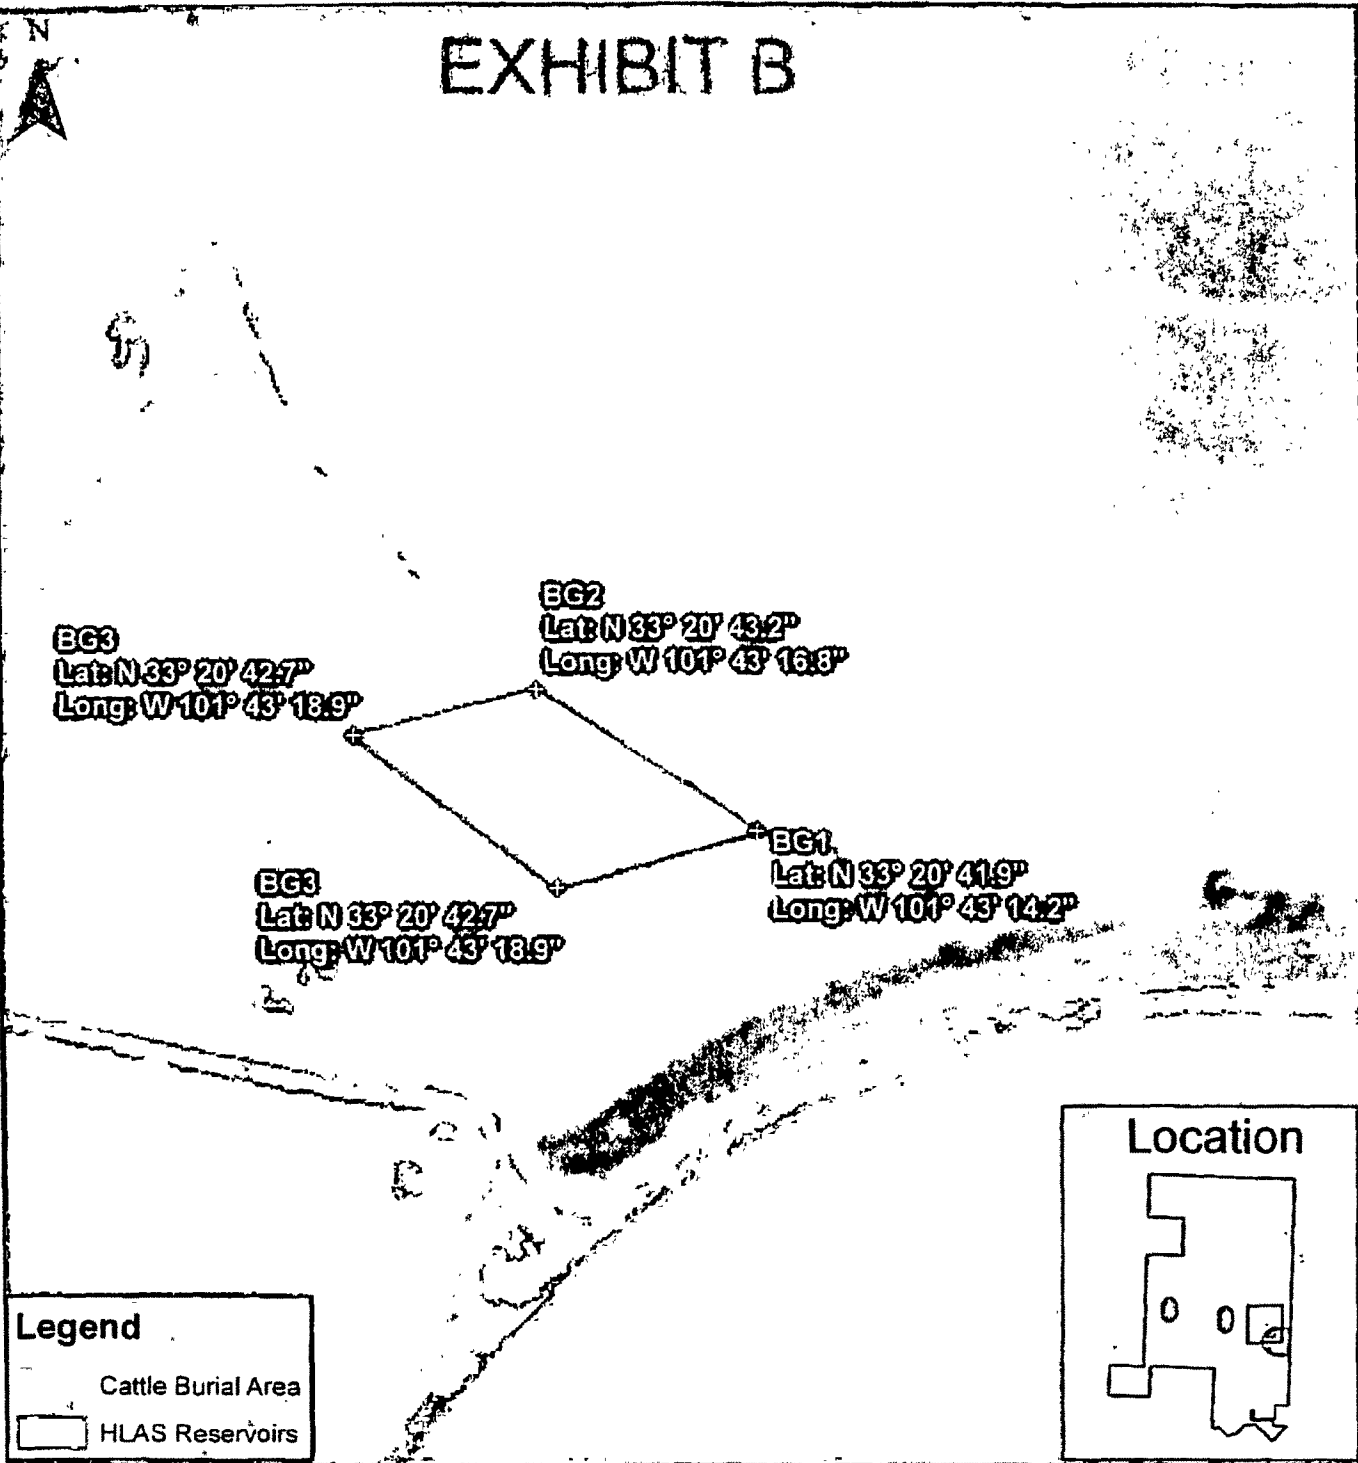 N
EXHIBIT B
BG2
Lat: N 33° 20' 43.2"
Long: W 101° 43' 16.8"
BG3
Lat: N 33° 20' 42.7"
Long: W 101° 43' 18.9"
BG1
Lat: N 33° 20' 41.9"
Long: W 101° 43' 14.2"
BG3
Lat: N 33° 20' 42.7"
Long: W 101° 43' 18.9"
Location
Legend
Cattle Burial Area
HLAS Reservoirs